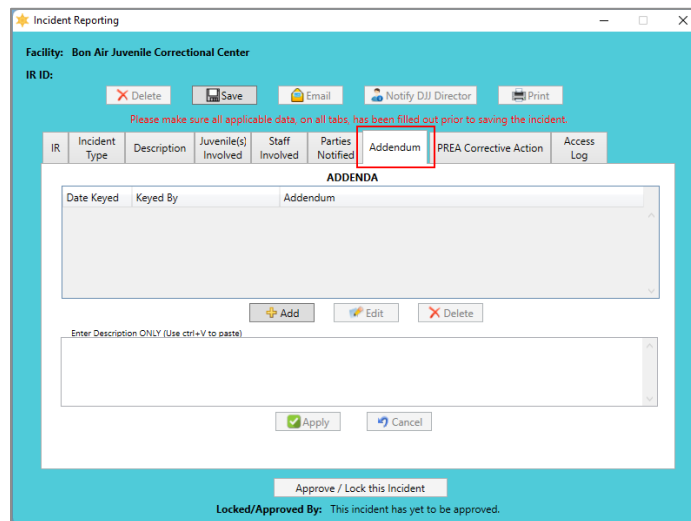 Incident Reporting
Facility: Bon Air Juvenile Correctional Center
IR ID:
Delete Save Email Notify DJJ Director Print
Please make sure all applicable data, on all tabs, has been filled out prior to saving the incident.
IR Incident Type Description Juvenile(s) Involved Staff Involved Parties Notified Addendum PREA Corrective Action Access Log
ADDENDA
Date Keyed Keyed By Addendum
Add Edit Delete
Enter Description ONLY (Use ctrl+V to paste)
Apply Cancel
Approve / Lock this Incident
Locked/Approved By: This incident has yet to be approved.